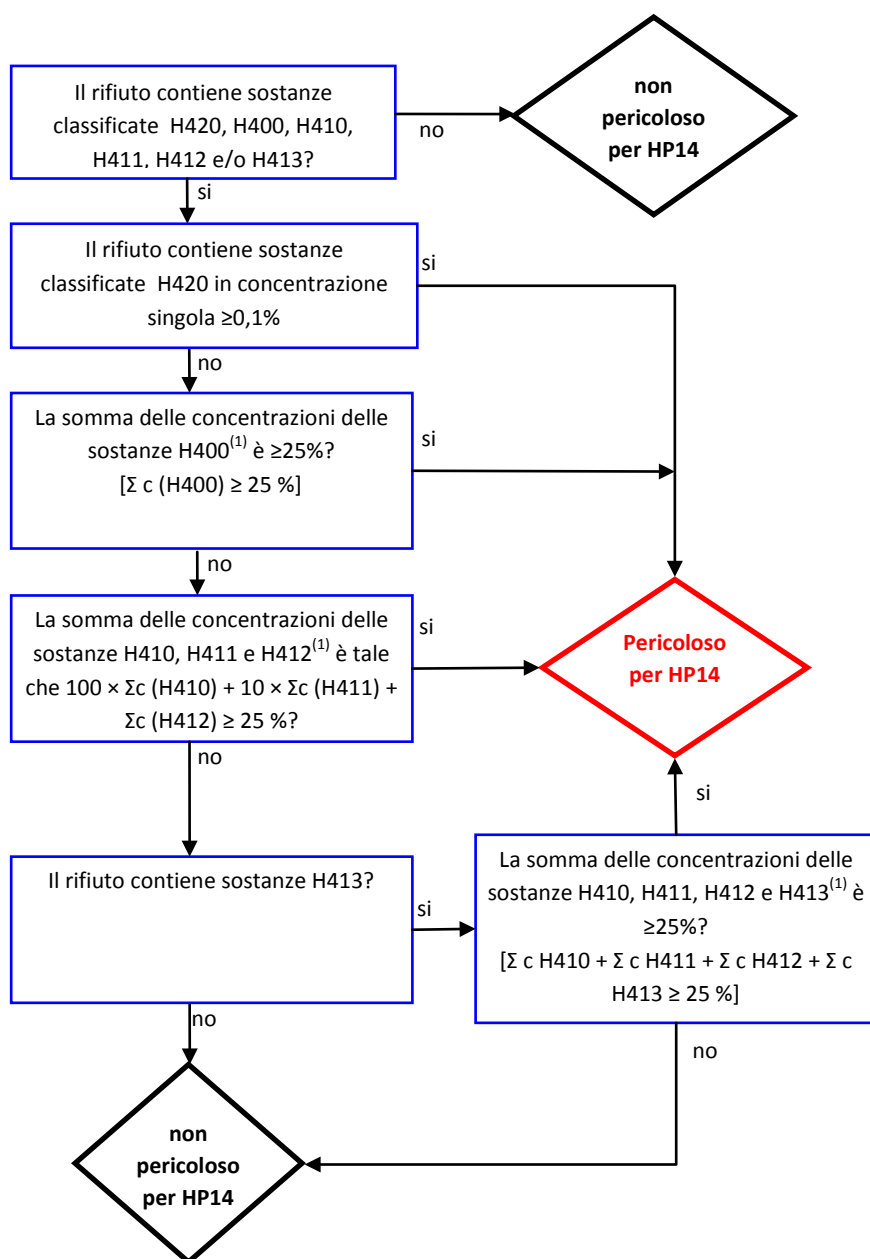 Il rifiuto contiene sostanze
classificate H420, H400, H410,
H411, H412 e/o H413?
no
non
pericoloso
per HP14
si
Il rifiuto contiene sostanze
classificate H420 in concentrazione
singola ≥0,1%
si
no
La somma delle concentrazioni delle
sostanze H400(1) è ≥25%?
[Σ c (H400) ≥ 25 %]
si
no
La somma delle concentrazioni delle
sostanze H410, H411 e H412(1) è tale
che 100 × Σc (H410) + 10 × Σc (H411) +
Σc (H412) ≥ 25 %?
si
Pericoloso
per HP14
no
si
Il rifiuto contiene sostanze H413?
si
La somma delle concentrazioni delle
sostanze H410, H411, H412 e H413(1) è
≥25%?
[Σ c H410 + Σ c H411 + Σ c H412 + Σ c
H413 ≥ 25 %]
no
no
non
pericoloso
per HP14